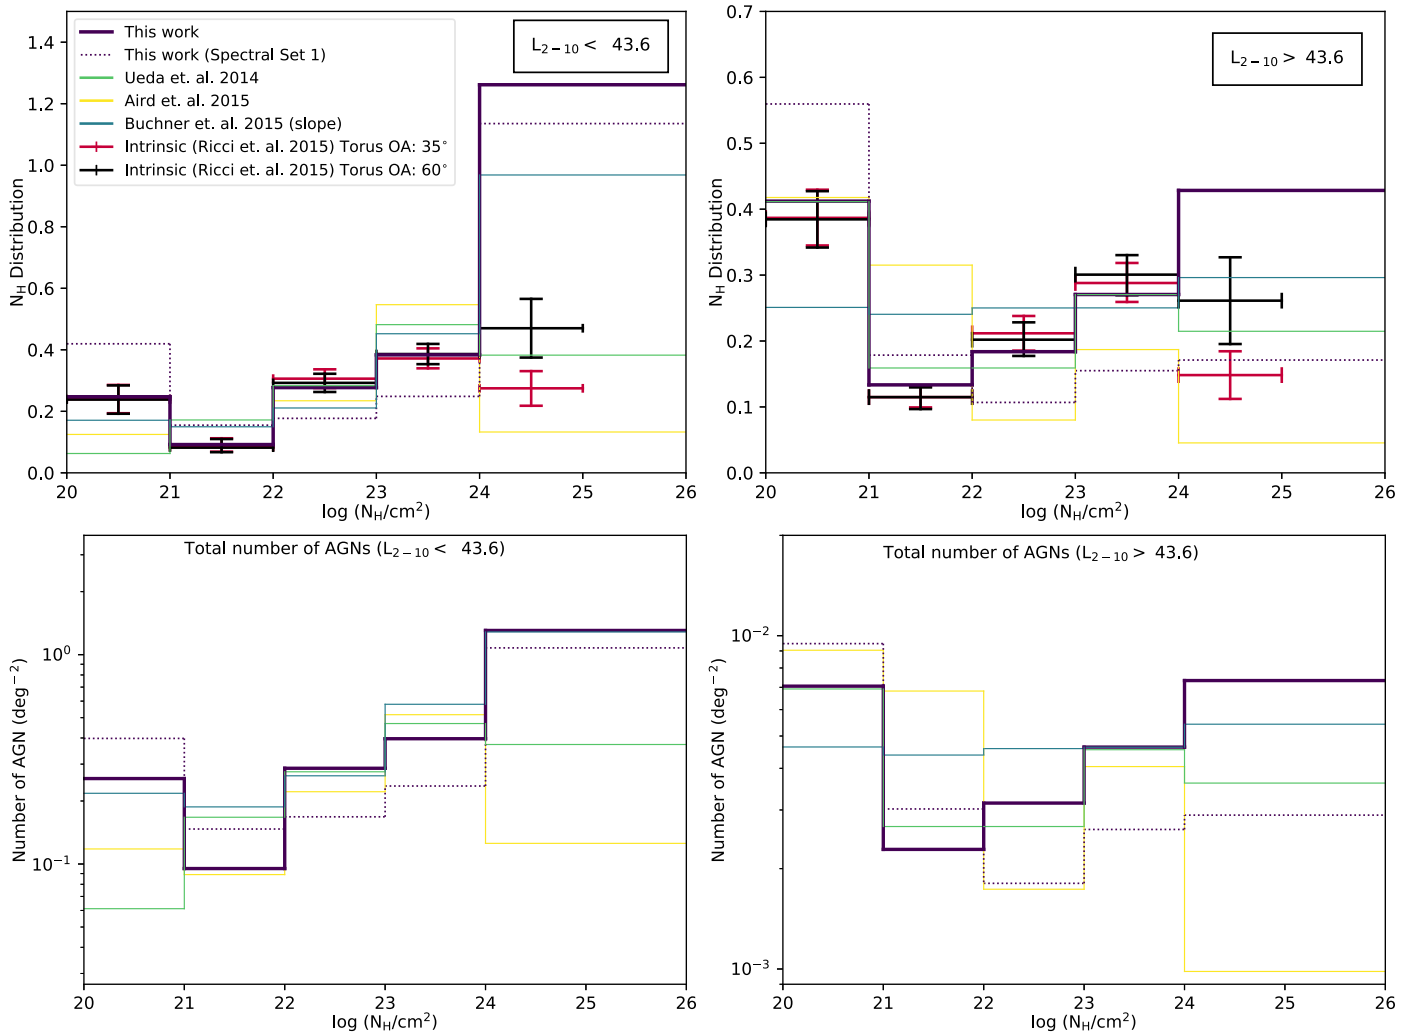 This work
This work (Spectral Set 1)
Ueda et. al. 2014
Aird et. al. 2015
Buchner et. al. 2015 (slope)
Intrinsic (Ricci et. al. 2015) Torus OA: 35°
Intrinsic (Ricci et. al. 2015) Torus OA: 60°
L2−10 < 43.6
N_H Distribution
1.4
1.2
1.0
0.8
0.6
0.4
0.2
0.0
20 21 22 23 24 25 26
log (N_H/cm²)
L2−10 > 43.6
N_H Distribution
0.7
0.6
0.5
0.4
0.3
0.2
0.1
0.0
20 21 22 23 24 25 26
log (N_H/cm²)
Total number of AGNs (L2−10 < 43.6)
Number of AGN (deg⁻²)
10⁰
10⁻¹
20 21 22 23 24 25 26
log (N_H/cm²)
Total number of AGNs (L2−10 > 43.6)
Number of AGN (deg⁻²)
10⁻²
10⁻³
20 21 22 23 24 25 26
log (N_H/cm²)